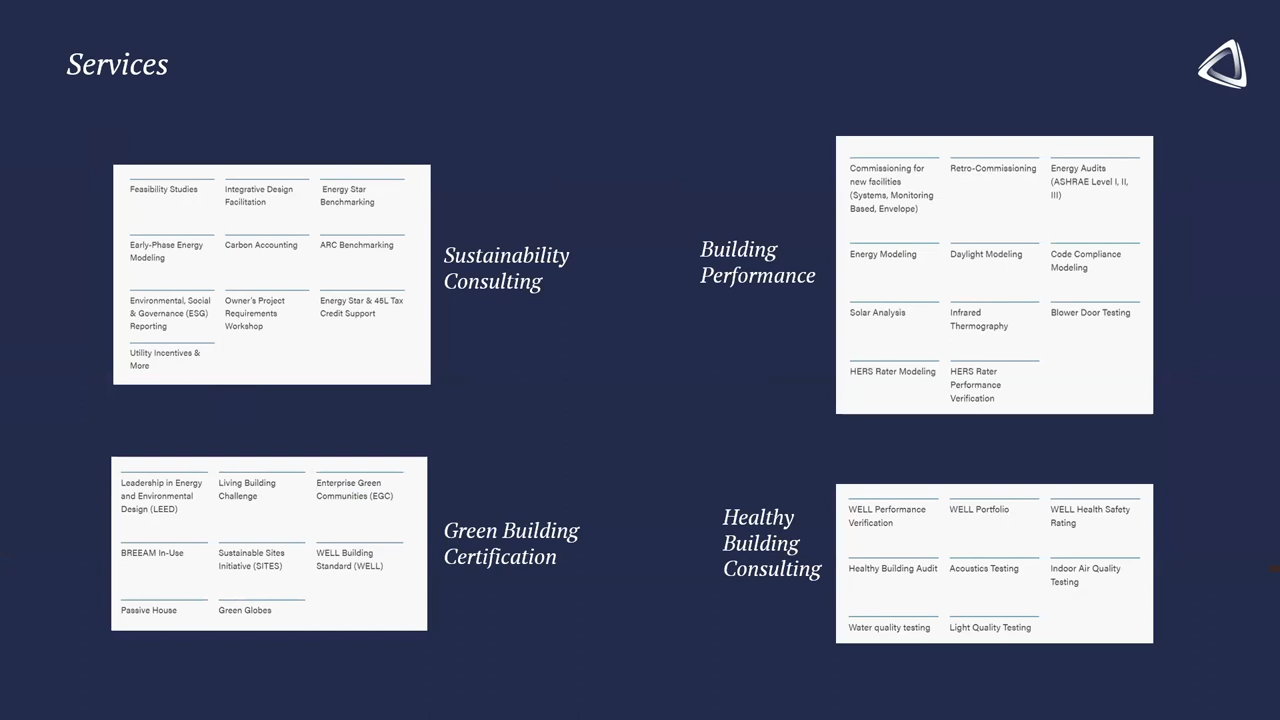 Services
Feasibility Studies
Integrative Design
Facilitation
Energy Star
Benchmarking
Early-Phase Energy
Modeling
Carbon Accounting
ARC Benchmarking
Environmental, Social
& Governance (ESG)
Reporting
Owner's Project
Requirements
Workshop
Energy Star & 45L Tax
Credit Support
Utility Incentives &
More
Sustainability
Consulting
Building
Performance
Commissioning for
new facilities
(Systems, Monitoring
Based, Envelope)
Retro-Commissioning
Energy Audits
(ASHRAE Level I, II,
III)
Energy Modeling
Daylight Modeling
Code Compliance
Modeling
Solar Analysis
Infrared
Thermography
Blower Door Testing
HERS Rater Modeling
HERS Rater
Performance
Verification
Leadership in Energy
and Environmental
Design (LEED)
Living Building
Challenge
Enterprise Green
Communities (EGC)
BREEAM In-Use
Sustainable Sites
Initiative (SITES)
WELL Building
Standard (WELL)
Passive House
Green Globes
Green Building
Certification
Healthy
Building
Consulting
WELL Performance
Verification
WELL Portfolio
WELL Health Safety
Rating
Healthy Building Audit
Acoustics Testing
Indoor Air Quality
Testing
Water quality testing
Light Quality Testing